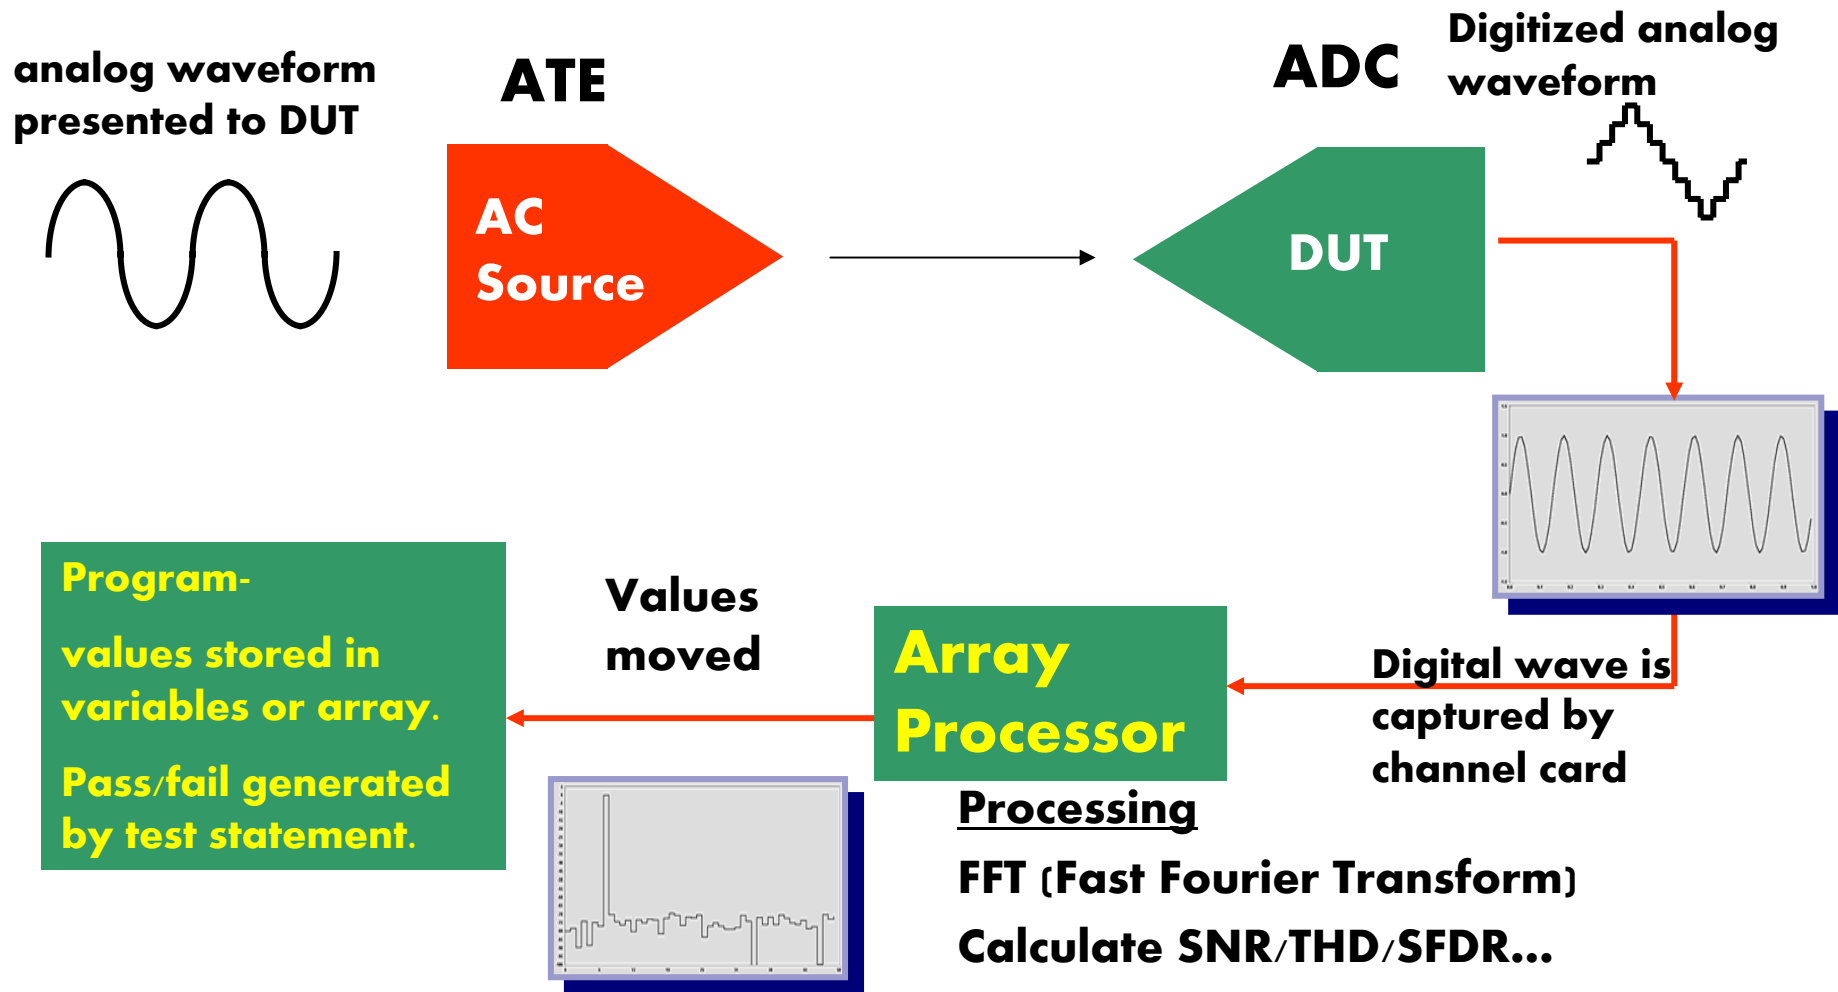 analog waveform
presented to DUT
ATE
ADC
Digitized analog
waveform
AC
Source
DUT
Program-
values stored in
variables or array.
Pass/fail generated
by test statement.
Values
moved
Array
Processor
Digital wave is
captured by
channel card
Processing
FFT (Fast Fourier Transform)
Calculate SNR/THD/SFDR...